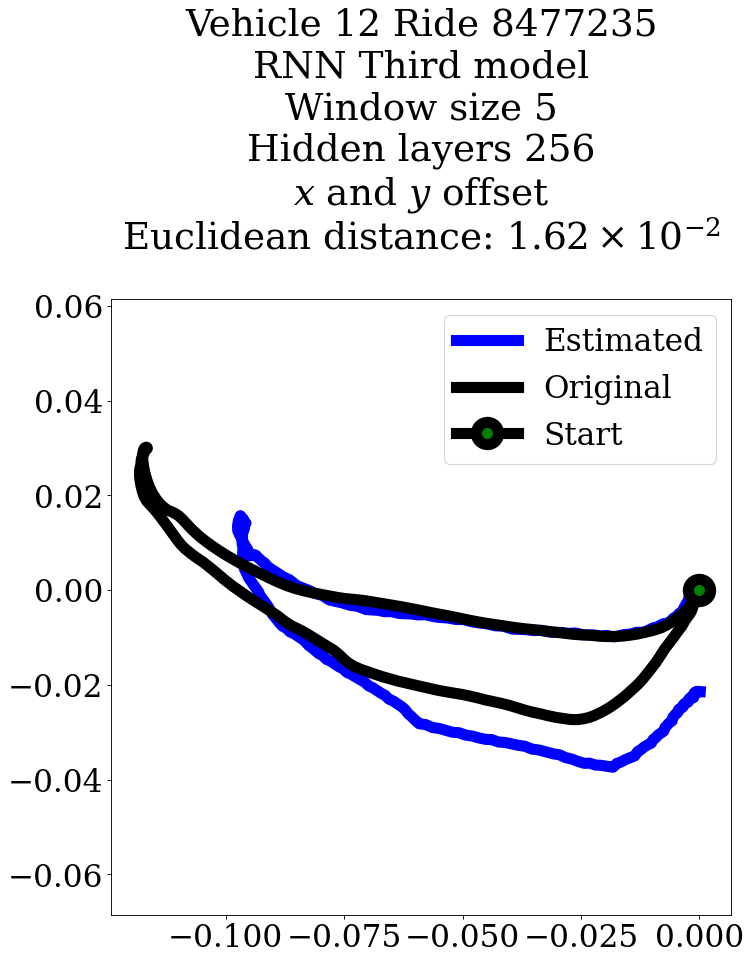 Vehicle 12 Ride 8477235
RNN Third model
Window size 5
Hidden layers 256
x and y offset
Euclidean distance: 1.62 × 10⁻²
0.06
Estimated
0.04
Original
Start
0.02
0.00
−0.02
−0.04
−0.06
−0.100 −0.075 −0.050 −0.025 0.000